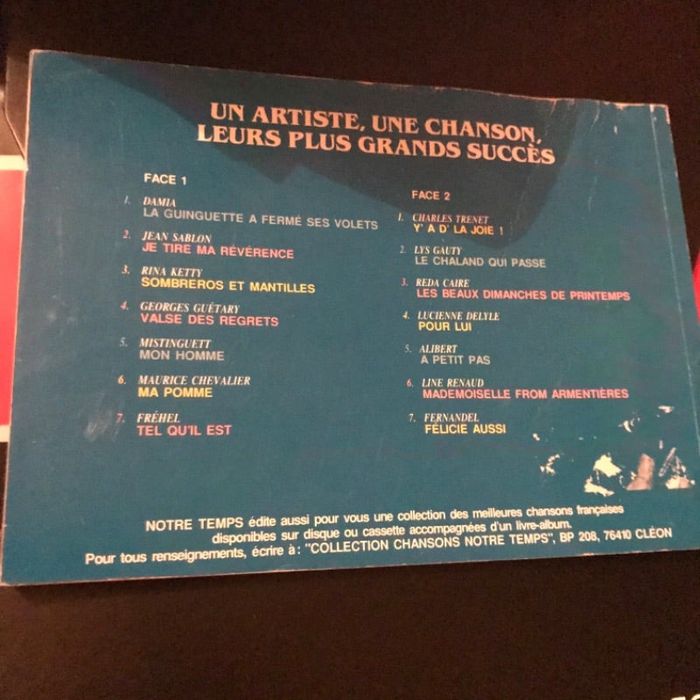 UN ARTISTE, UNE CHANSON,
LEURS PLUS GRANDS SUCCÈS
FACE 1
1. DAMIA
LA GUINGUETTE A FERMÉ SES VOLETS
2. JEAN SABLON
JE TIRE MA RÉVÉRENCE
3. RINA KETTY
SOMBREROS ET MANTILLES
4. GEORGES GUÉTARY
VALSE DES REGRETS
5. MISTINGUETT
MON HOMME
6. MAURICE CHEVALIER
MA POMME
7. FRÉHEL
TEL QU'IL EST
FACE 2
1. CHARLES TRENET
Y' A D' LA JOIE !
2. LYS GAUTY
LE CHALAND QUI PASSE
3. REDA CAIRE
LES BEAUX DIMANCHES DE PRINTEMPS
4. LUCIENNE DELYLE
POUR LUI
5. ALIBERT
A PETIT PAS
6. LINE RENAUD
MADEMOISELLE FROM ARMENTIÈRES
7. FERNANDEL
FÉLICIE AUSSI
NOTRE TEMPS édite aussi pour vous une collection des meilleures chansons françaises
disponibles sur disque ou cassette accompagnées d'un livre-album.
Pour tous renseignements, écrire à : "COLLECTION CHANSONS NOTRE TEMPS", BP 208, 76410 CLÉON